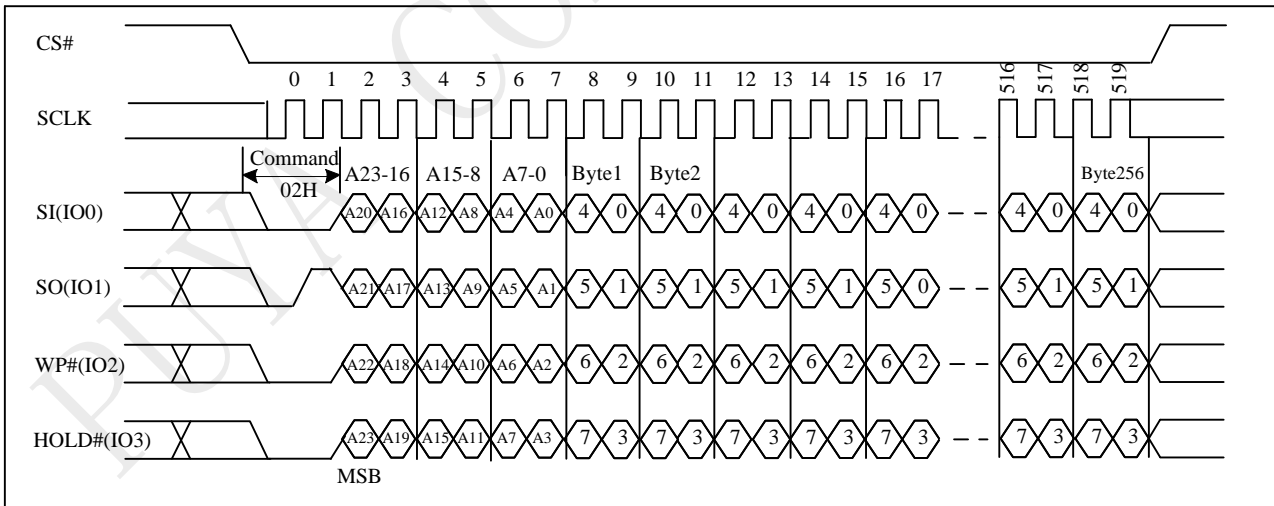 CS#
0 1 2 3 4 5 6 7 8 9 10 11 12 13 14 15 16 17 516 517 518 519
SCLK
Command
02H
A23-16 A15-8 A7-0 Byte1 Byte2 Byte256
SI(IO0) A20 A16 A12 A8 A4 A0 4 0 4 0 4 0 4 0 4 0 4 0 4 0
SO(IO1) A21 A17 A13 A9 A5 A1 5 1 5 1 5 1 5 1 5 0 5 1 5 1
WP#(IO2) A22 A18 A14 A10 A6 A2 6 2 6 2 6 2 6 2 6 2 6 2 6 2
HOLD#(IO3) A23 A19 A15 A11 A7 A3 7 3 7 3 7 3 7 3 7 3 7 3 7 3
MSB
PUYA CO